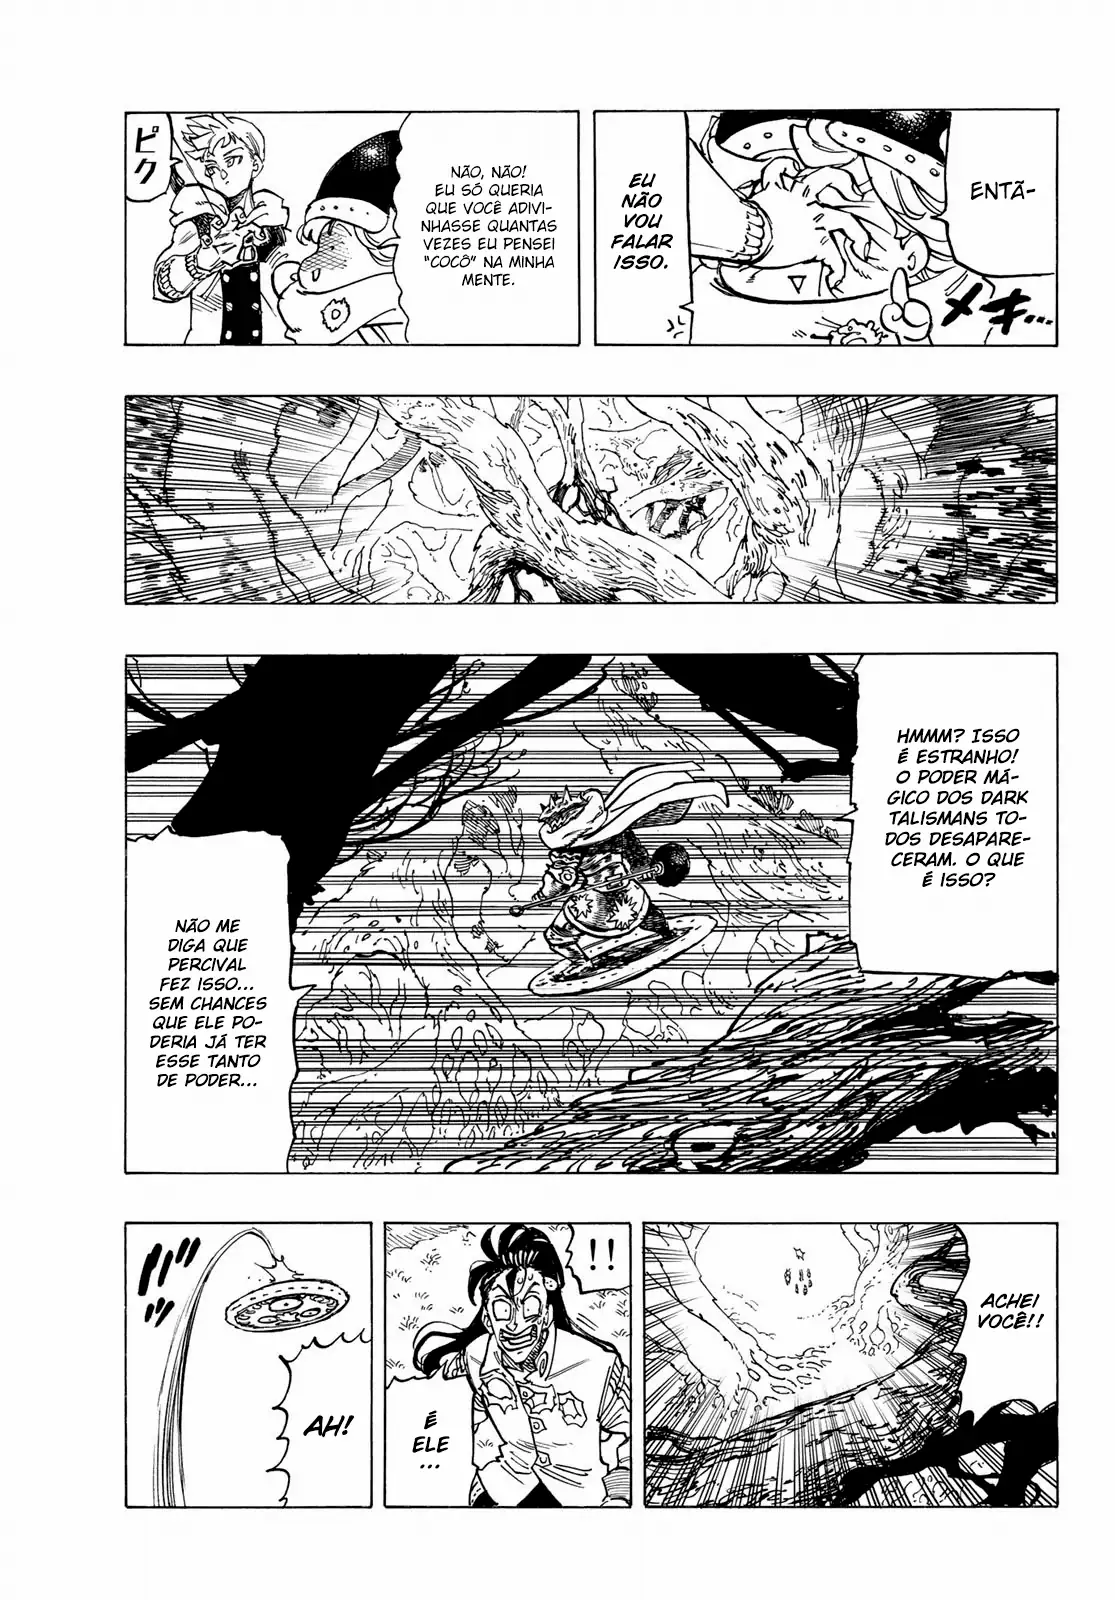 ENTÃ-
EU
NÃO
VOU
FALAR
ISSO.
メキ...
NÃO, NÃO!
EU SÓ QUERIA
QUE VOCÊ ADIVI-
NHASSE QUANTAS
VEZES EU PENSEI
“COCÔ” NA MINHA
MENTE.
ピク
HMMM? ISSO
É ESTRANHO!
O PODER MÁ-
GICO DOS DARK
TALISMANS TO-
DOS DESAPARE-
CERAM. O QUE
É ISSO?
NÃO ME
DIGA QUE
PERCIVAL
FEZ ISSO...
SEM CHANCES
QUE ELE PO-
DERIA JÁ TER
ESSE TANTO
DE PODER...
ACHEI
VOCÊ!!
!!
É
ELE
...
AH!